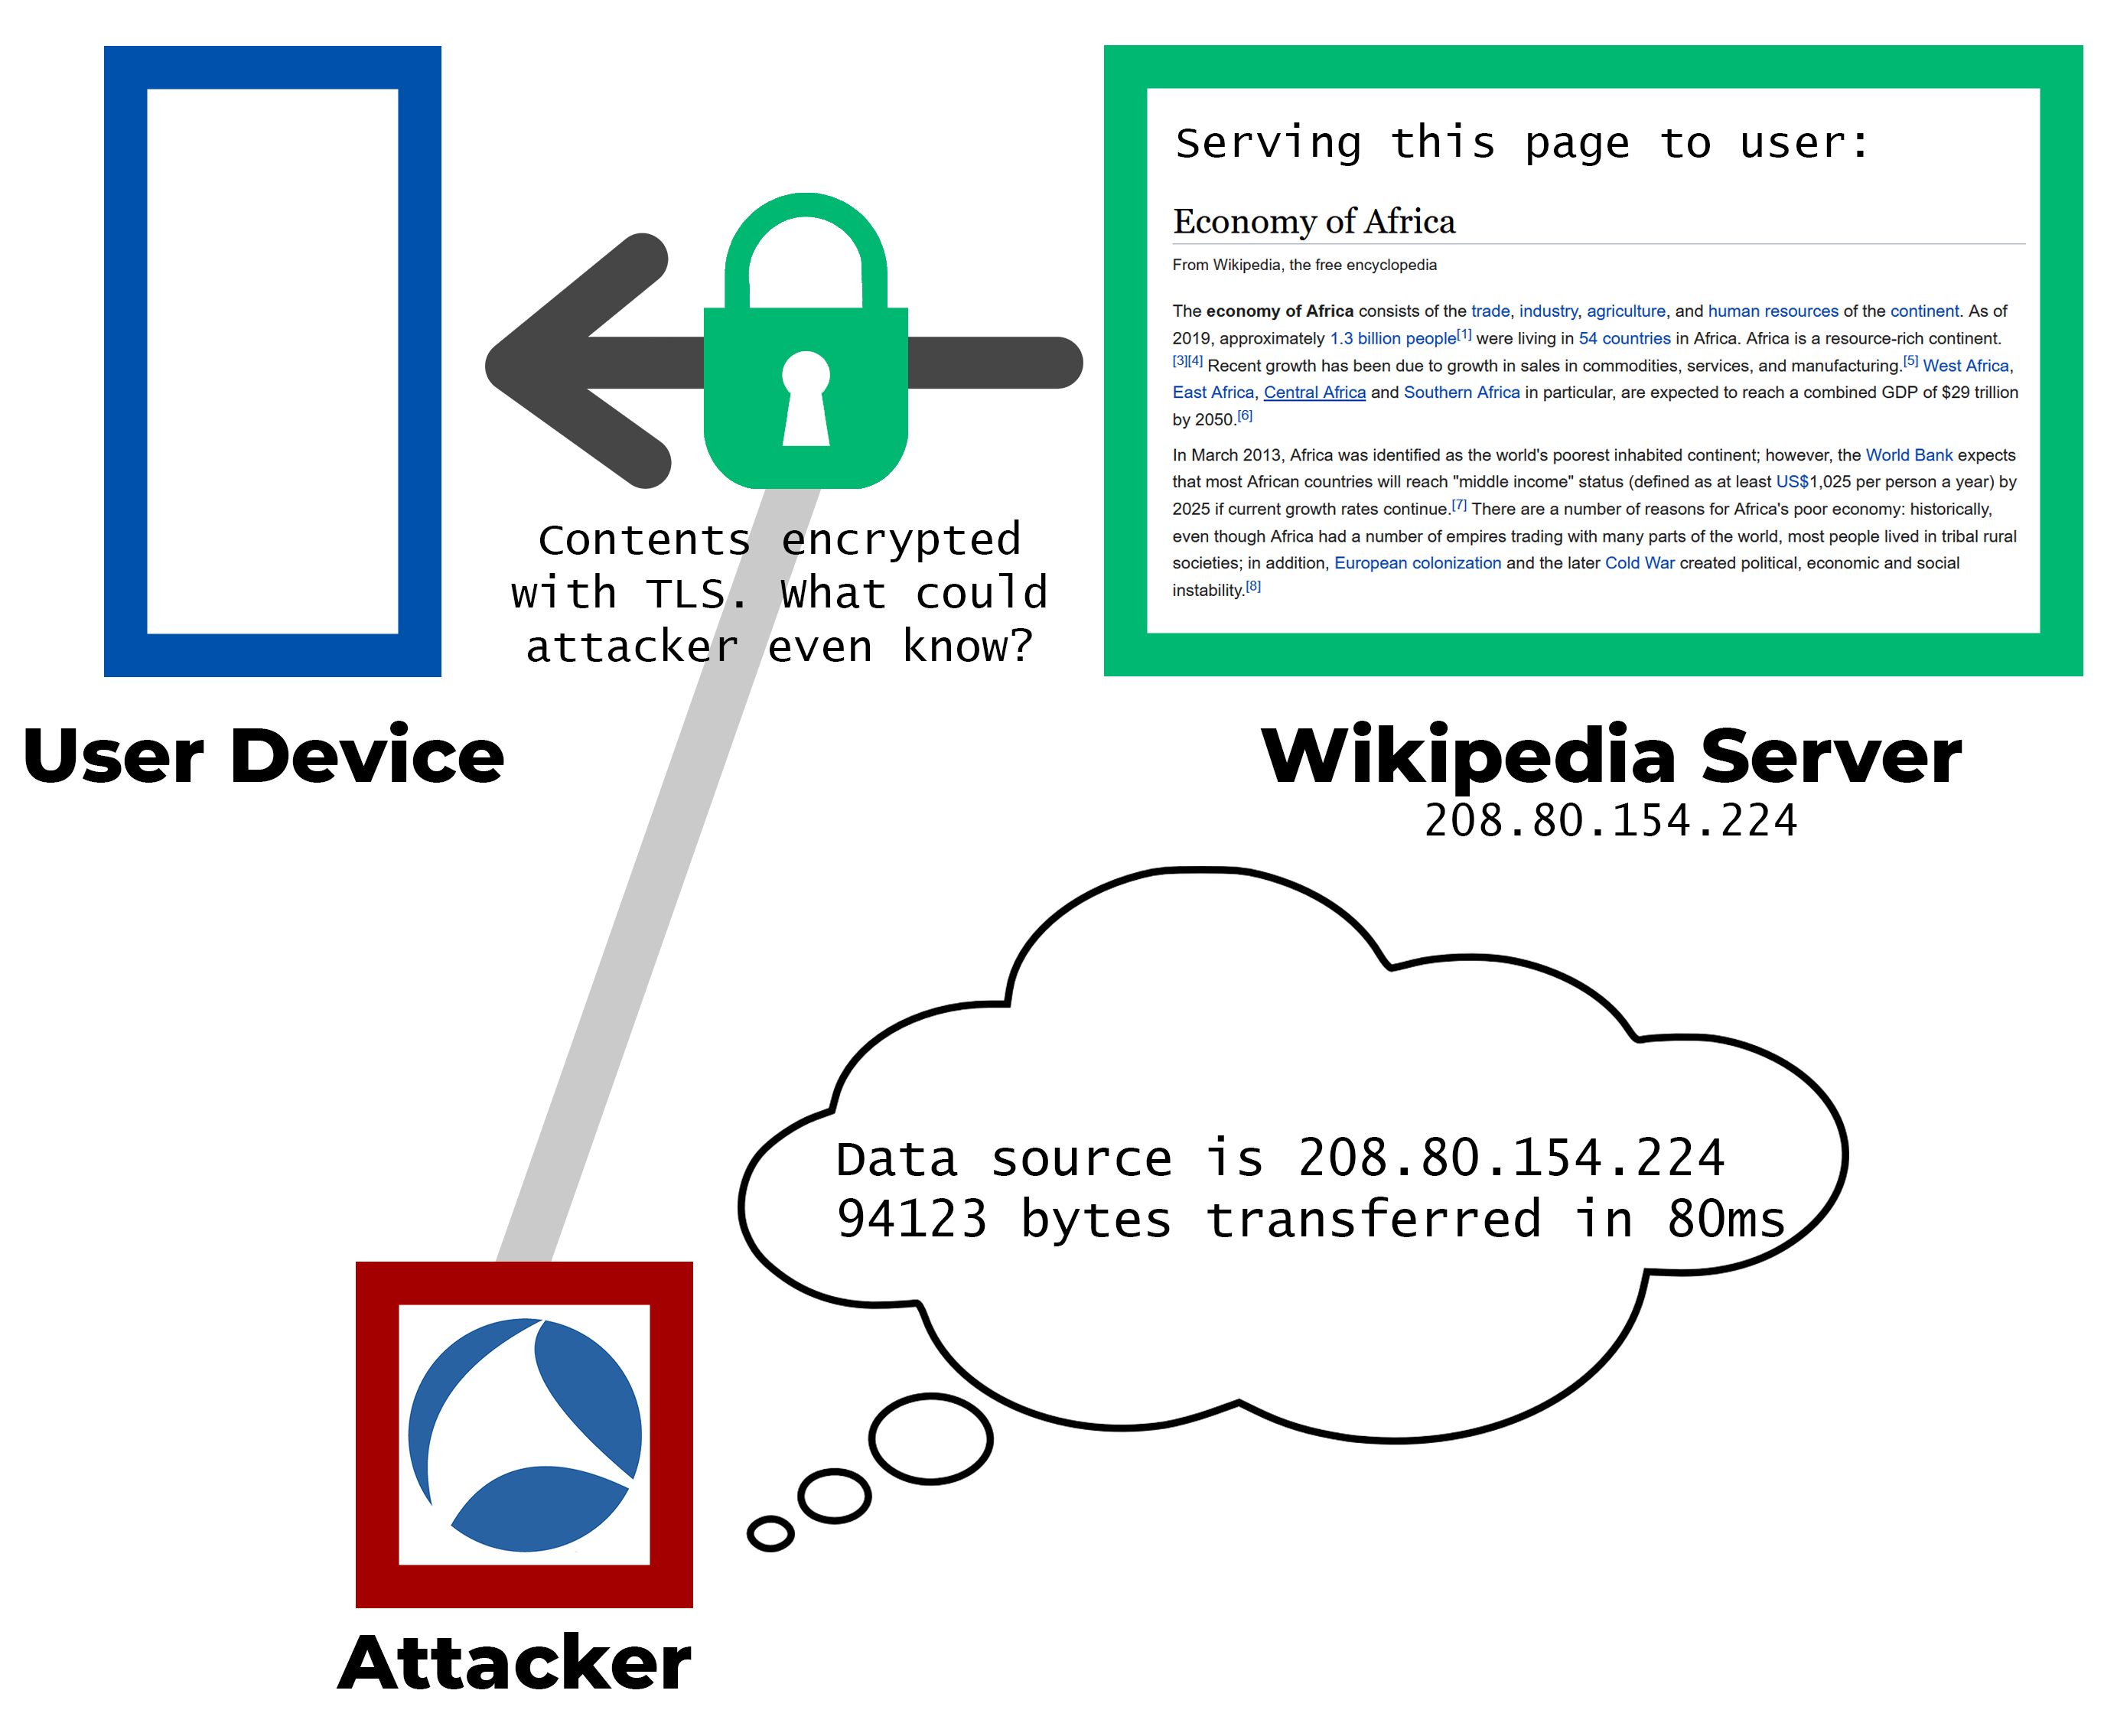 Serving this page to user:
Economy of Africa
From Wikipedia, the free encyclopedia
The economy of Africa consists of the trade, industry, agriculture, and human resources of the continent. As of
2019, approximately 1.3 billion people[1] were living in 54 countries in Africa. Africa is a resource-rich continent.
[3][4] Recent growth has been due to growth in sales in commodities, services, and manufacturing.[5] West Africa,
East Africa, Central Africa and Southern Africa in particular, are expected to reach a combined GDP of $29 trillion
by 2050.[6]
In March 2013, Africa was identified as the world's poorest inhabited continent; however, the World Bank expects
that most African countries will reach "middle income" status (defined as at least US$1,025 per person a year) by
2025 if current growth rates continue.[7] There are a number of reasons for Africa's poor economy: historically,
even though Africa had a number of empires trading with many parts of the world, most people lived in tribal rural
societies; in addition, European colonization and the later Cold War created political, economic and social
instability.[8]
Contents encrypted
with TLS. What could
attacker even know?
User Device
Wikipedia Server
208.80.154.224
Data source is 208.80.154.224
94123 bytes transferred in 80ms
Attacker